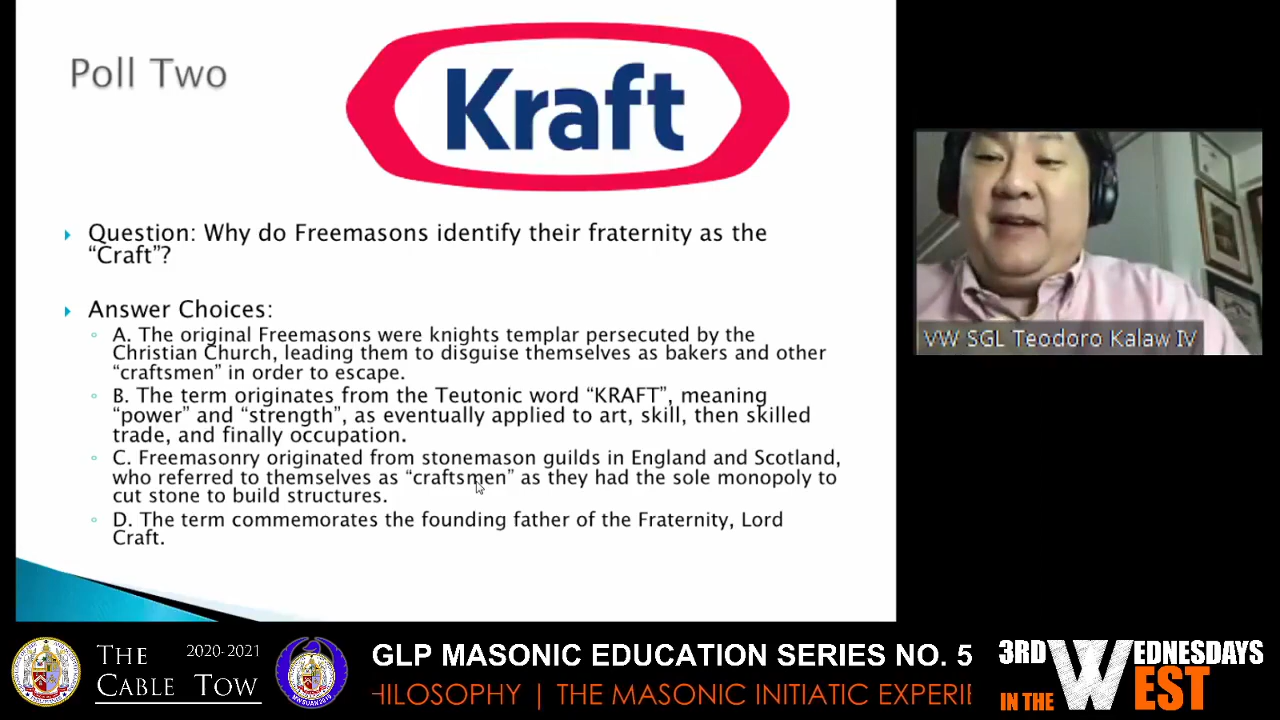 Poll Two
Kraft
Question: Why do Freemasons identify their fraternity as the
“Craft”?
Answer Choices:
A. The original Freemasons were knights templar persecuted by the
Christian Church, leading them to disguise themselves as bakers and other
“craftsmen” in order to escape.
B. The term originates from the Teutonic word “KRAFT”, meaning
“power” and “strength”, as eventually applied to art, skill, then skilled
trade, and finally occupation.
C. Freemasonry originated from stonemason guilds in England and Scotland,
who referred to themselves as “craftsmen” as they had the sole monopoly to
cut stone to build structures.
D. The term commemorates the founding father of the Fraternity, Lord
Craft.
VW SGL Teodoro Kalaw IV
THE 2020-2021
CABLE TOW
GLP MASONIC EDUCATION SERIES NO. 5
HILOSOPHY | THE MASONIC INITIATIC EXPERIE
3RD WEDNESDAYS
IN THE WEST